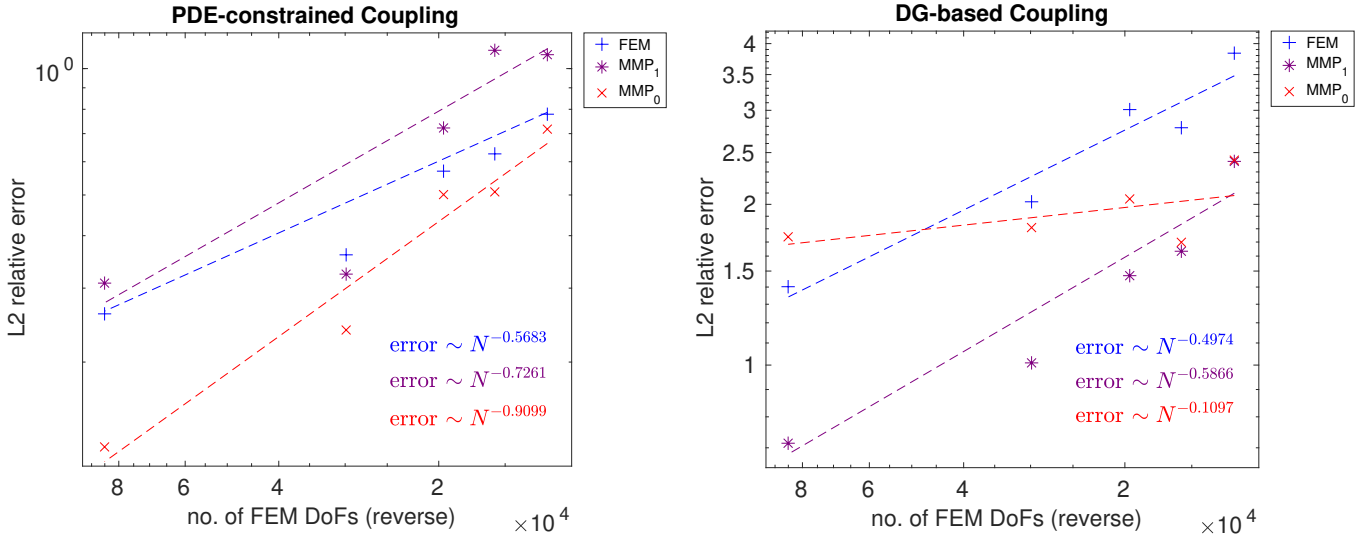 PDE-constrained Coupling
10^0
L2 relative error
FEM
MMP_1
MMP_0
error ∼ N^{-0.5683}
error ∼ N^{-0.7261}
error ∼ N^{-0.9099}
8 6 4 2
no. of FEM DoFs (reverse)
×10^4
DG-based Coupling
4
3.5
3
2.5
2
1.5
1
L2 relative error
FEM
MMP_1
MMP_0
error ∼ N^{-0.4974}
error ∼ N^{-0.5866}
error ∼ N^{-0.1097}
8 6 4 2
no. of FEM DoFs (reverse)
×10^4